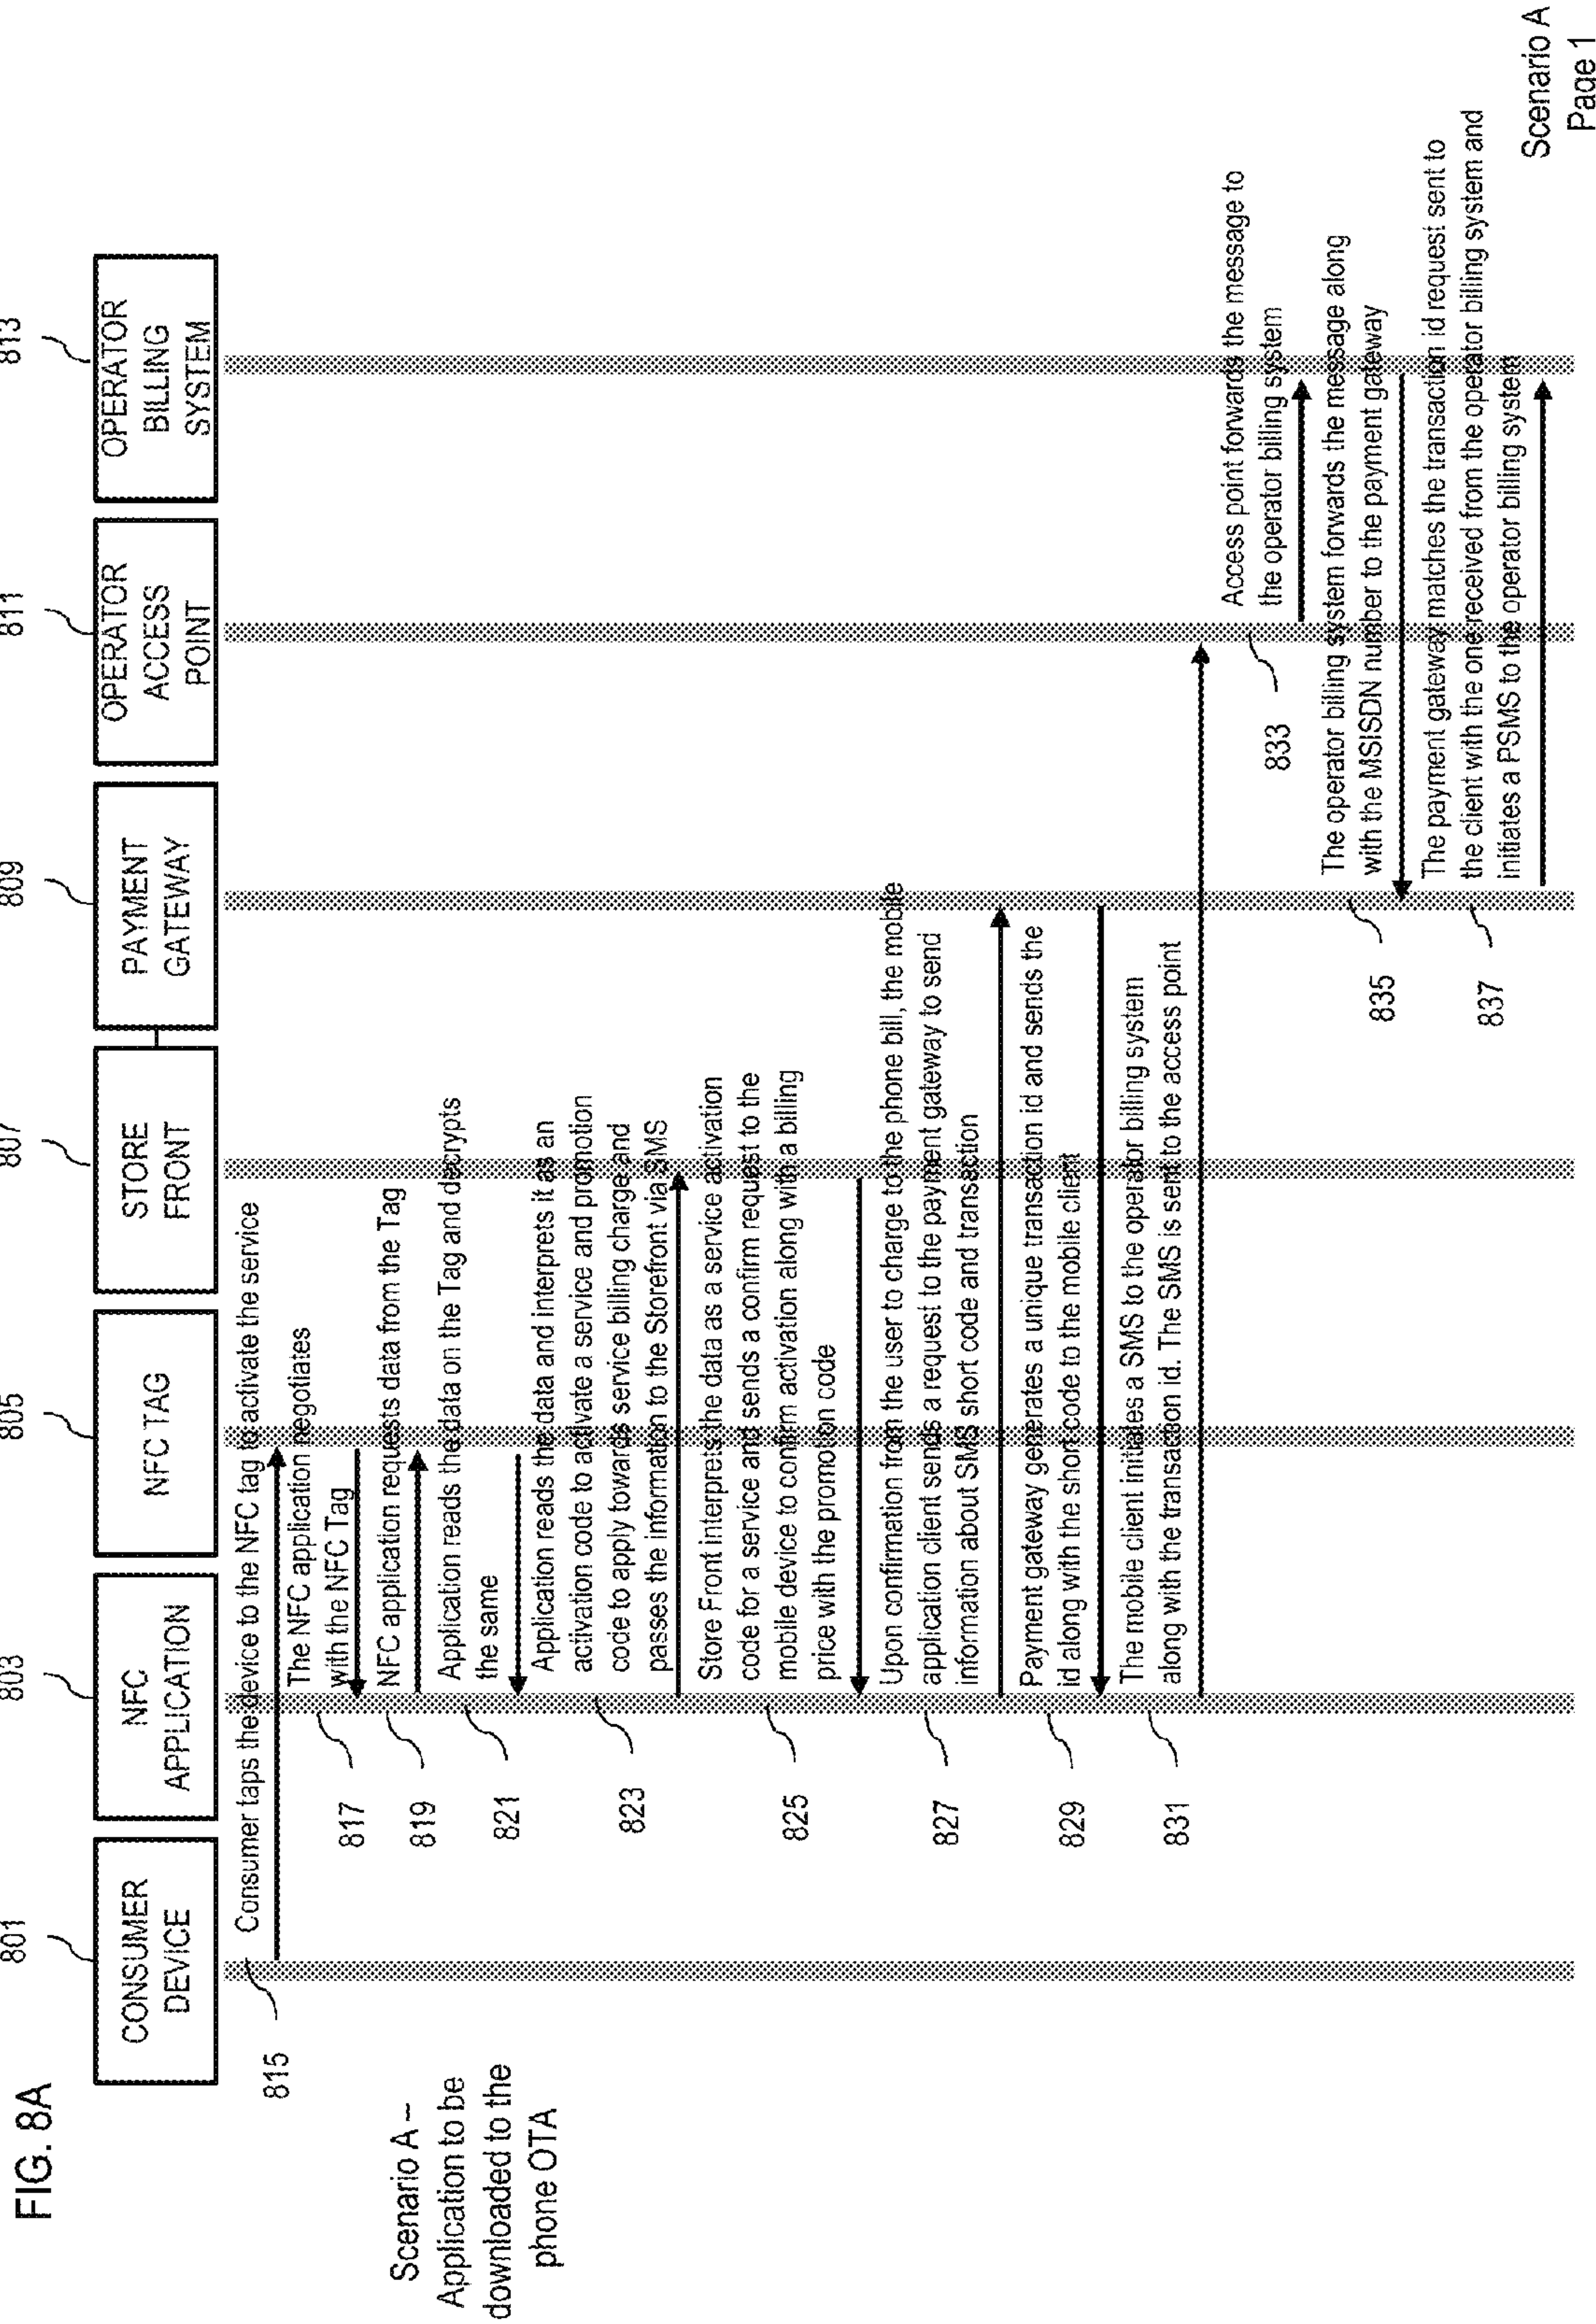 FIG. 8A
801
803
805
807
809
811
813
CONSUMER
DEVICE
NFC
APPLICATION
NFC TAG
STORE
FRONT
PAYMENT
GATEWAY
OPERATOR
ACCESS
POINT
OPERATOR
BILLING
SYSTEM
Scenario A –
Application to be
downloaded to the
phone OTA
815
Consumer taps the device to the NFC tag to activate the service
817
The NFC application negotiates
with the NFC Tag
819
NFC application requests data from the Tag
821
Application reads the data on the Tag and decrypts
the same
823
Application reads the data and interprets it as an
activation code to activate a service and promotion
code to apply towards service billing charge and
passes the information to the Storefront via SMS
825
Store Front interprets the data as a service activation
code for a service and sends a confirm request to the
mobile device to confirm activation along with a billing
price with the promotion code
827
Upon confirmation from the user to charge to the phone bill, the mobile
application client sends a request to the payment gateway to send
information about SMS short code and transaction
829
Payment gateway generates a unique transaction id and sends the
id along with the short code to the mobile client
831
The mobile client initiates a SMS to the operator billing system
along with the transaction id. The SMS is sent to the access point
833
Access point forwards the message to
the operator billing system
835
The operator billing system forwards the message along
with the MSISDN number to the payment gateway
837
The payment gateway matches the transaction id request sent to
the client with the one received from the operator billing system and
initiates a PSMS to the operator billing system
Scenario A
Page 1